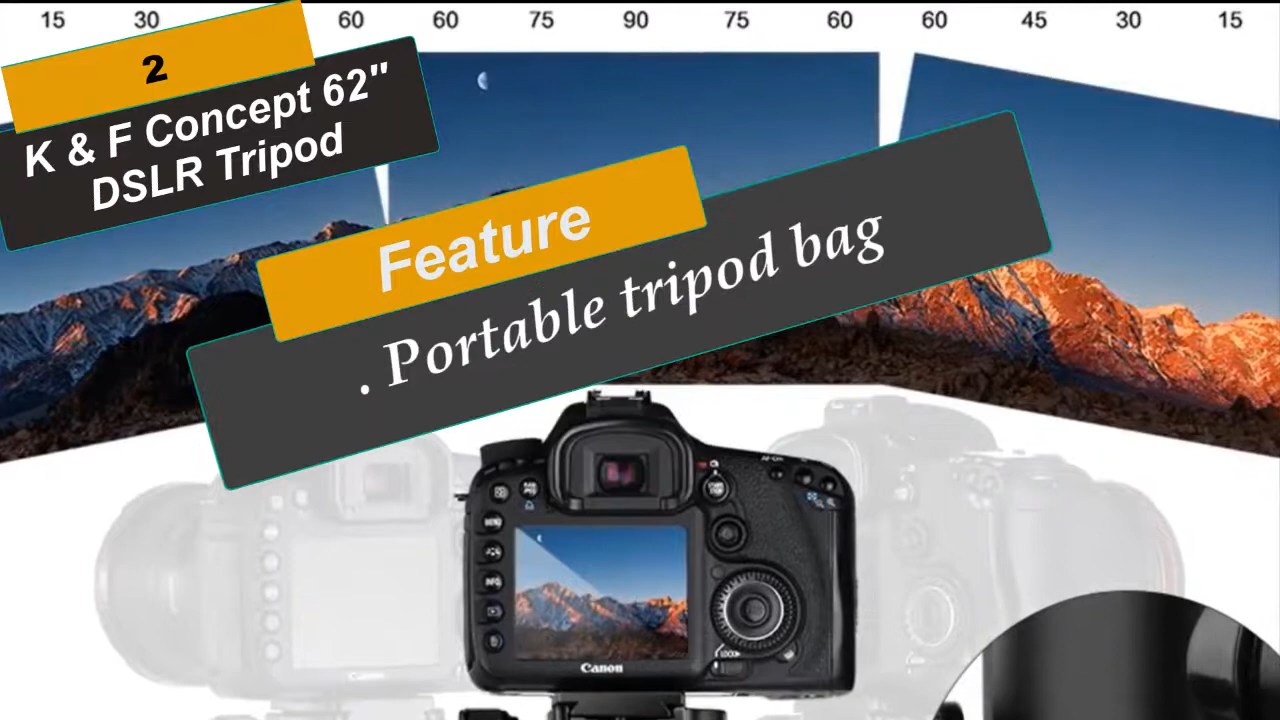 15 30 60 60 75 90 75 60 60 45 30 15
2
K & F Concept 62"
DSLR Tripod
Feature
. Portable tripod bag
Canon